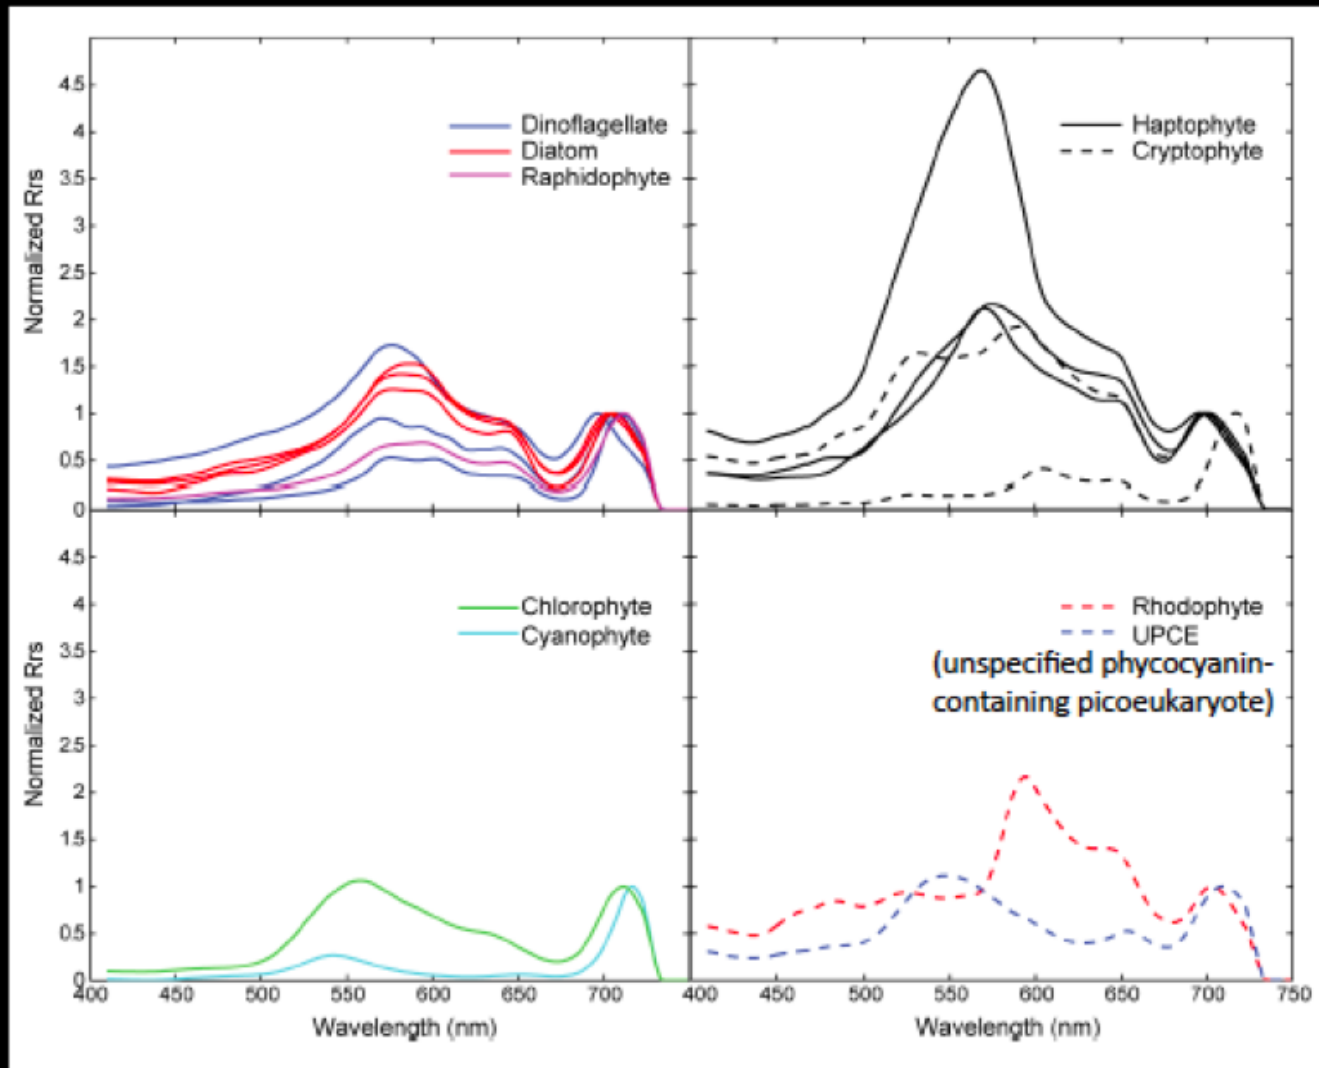 4.5
4
3.5
3
2.5
2
1.5
1
0.5
0
Normalized Rrs
Dinoflagellate
Diatom
Raphidophyte
Haptophyte
Cryptophyte
4.5
4
3.5
3
2.5
2
1.5
1
0.5
0
Normalized Rrs
Chlorophyte
Cyanophyte
Rhodophyte
UPCE
(unspecified phycocyanin-
containing picoeukaryote)
400 450 500 550 600 650 700
400 450 500 550 600 650 700 750
Wavelength (nm)
Wavelength (nm)